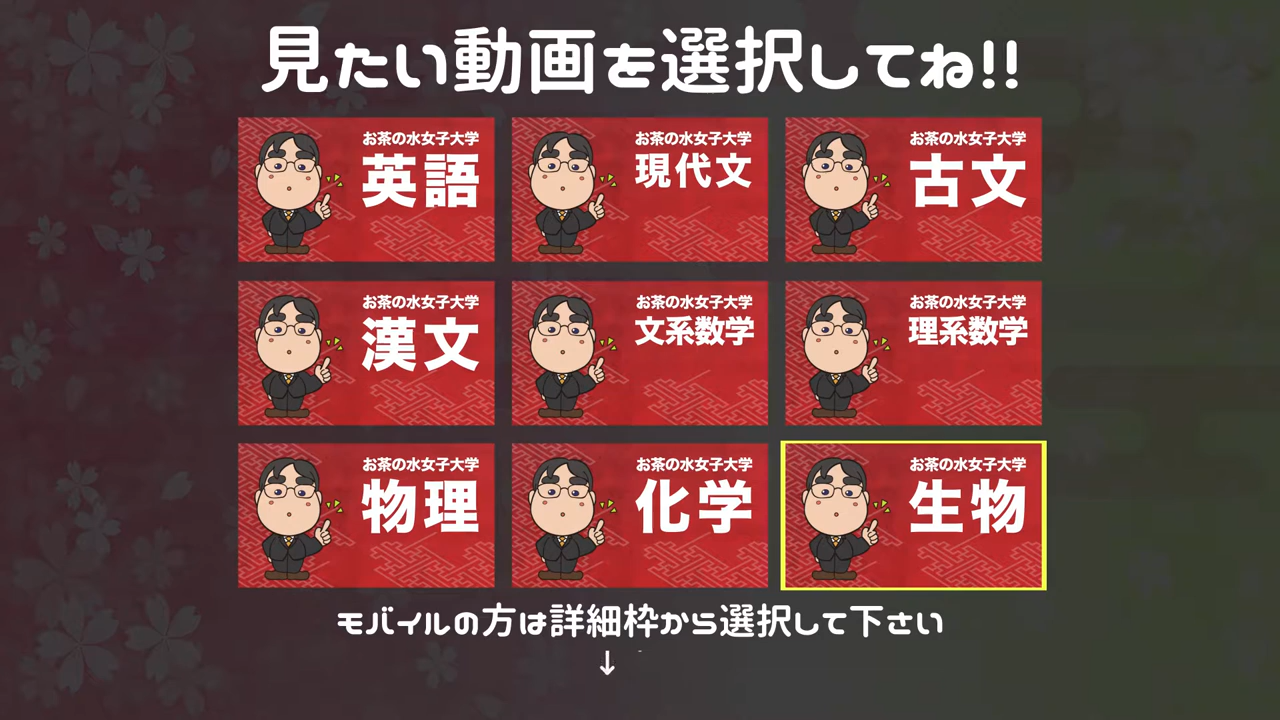 見たい動画を選択してね!!
お茶の水女子大学
英語
お茶の水女子大学
現代文
お茶の水女子大学
古文
お茶の水女子大学
漢文
お茶の水女子大学
文系数学
お茶の水女子大学
理系数学
お茶の水女子大学
物理
お茶の水女子大学
化学
お茶の水女子大学
生物
モバイルの方は詳細枠から選択して下さい
↓